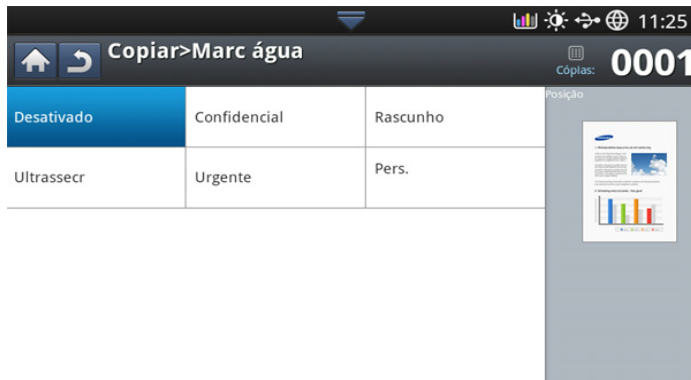 11:25
Copiar>Marc água
Cópias: 0001
Desativado Confidencial Rascunho
Posição
Ultrassecr Urgente Pers.